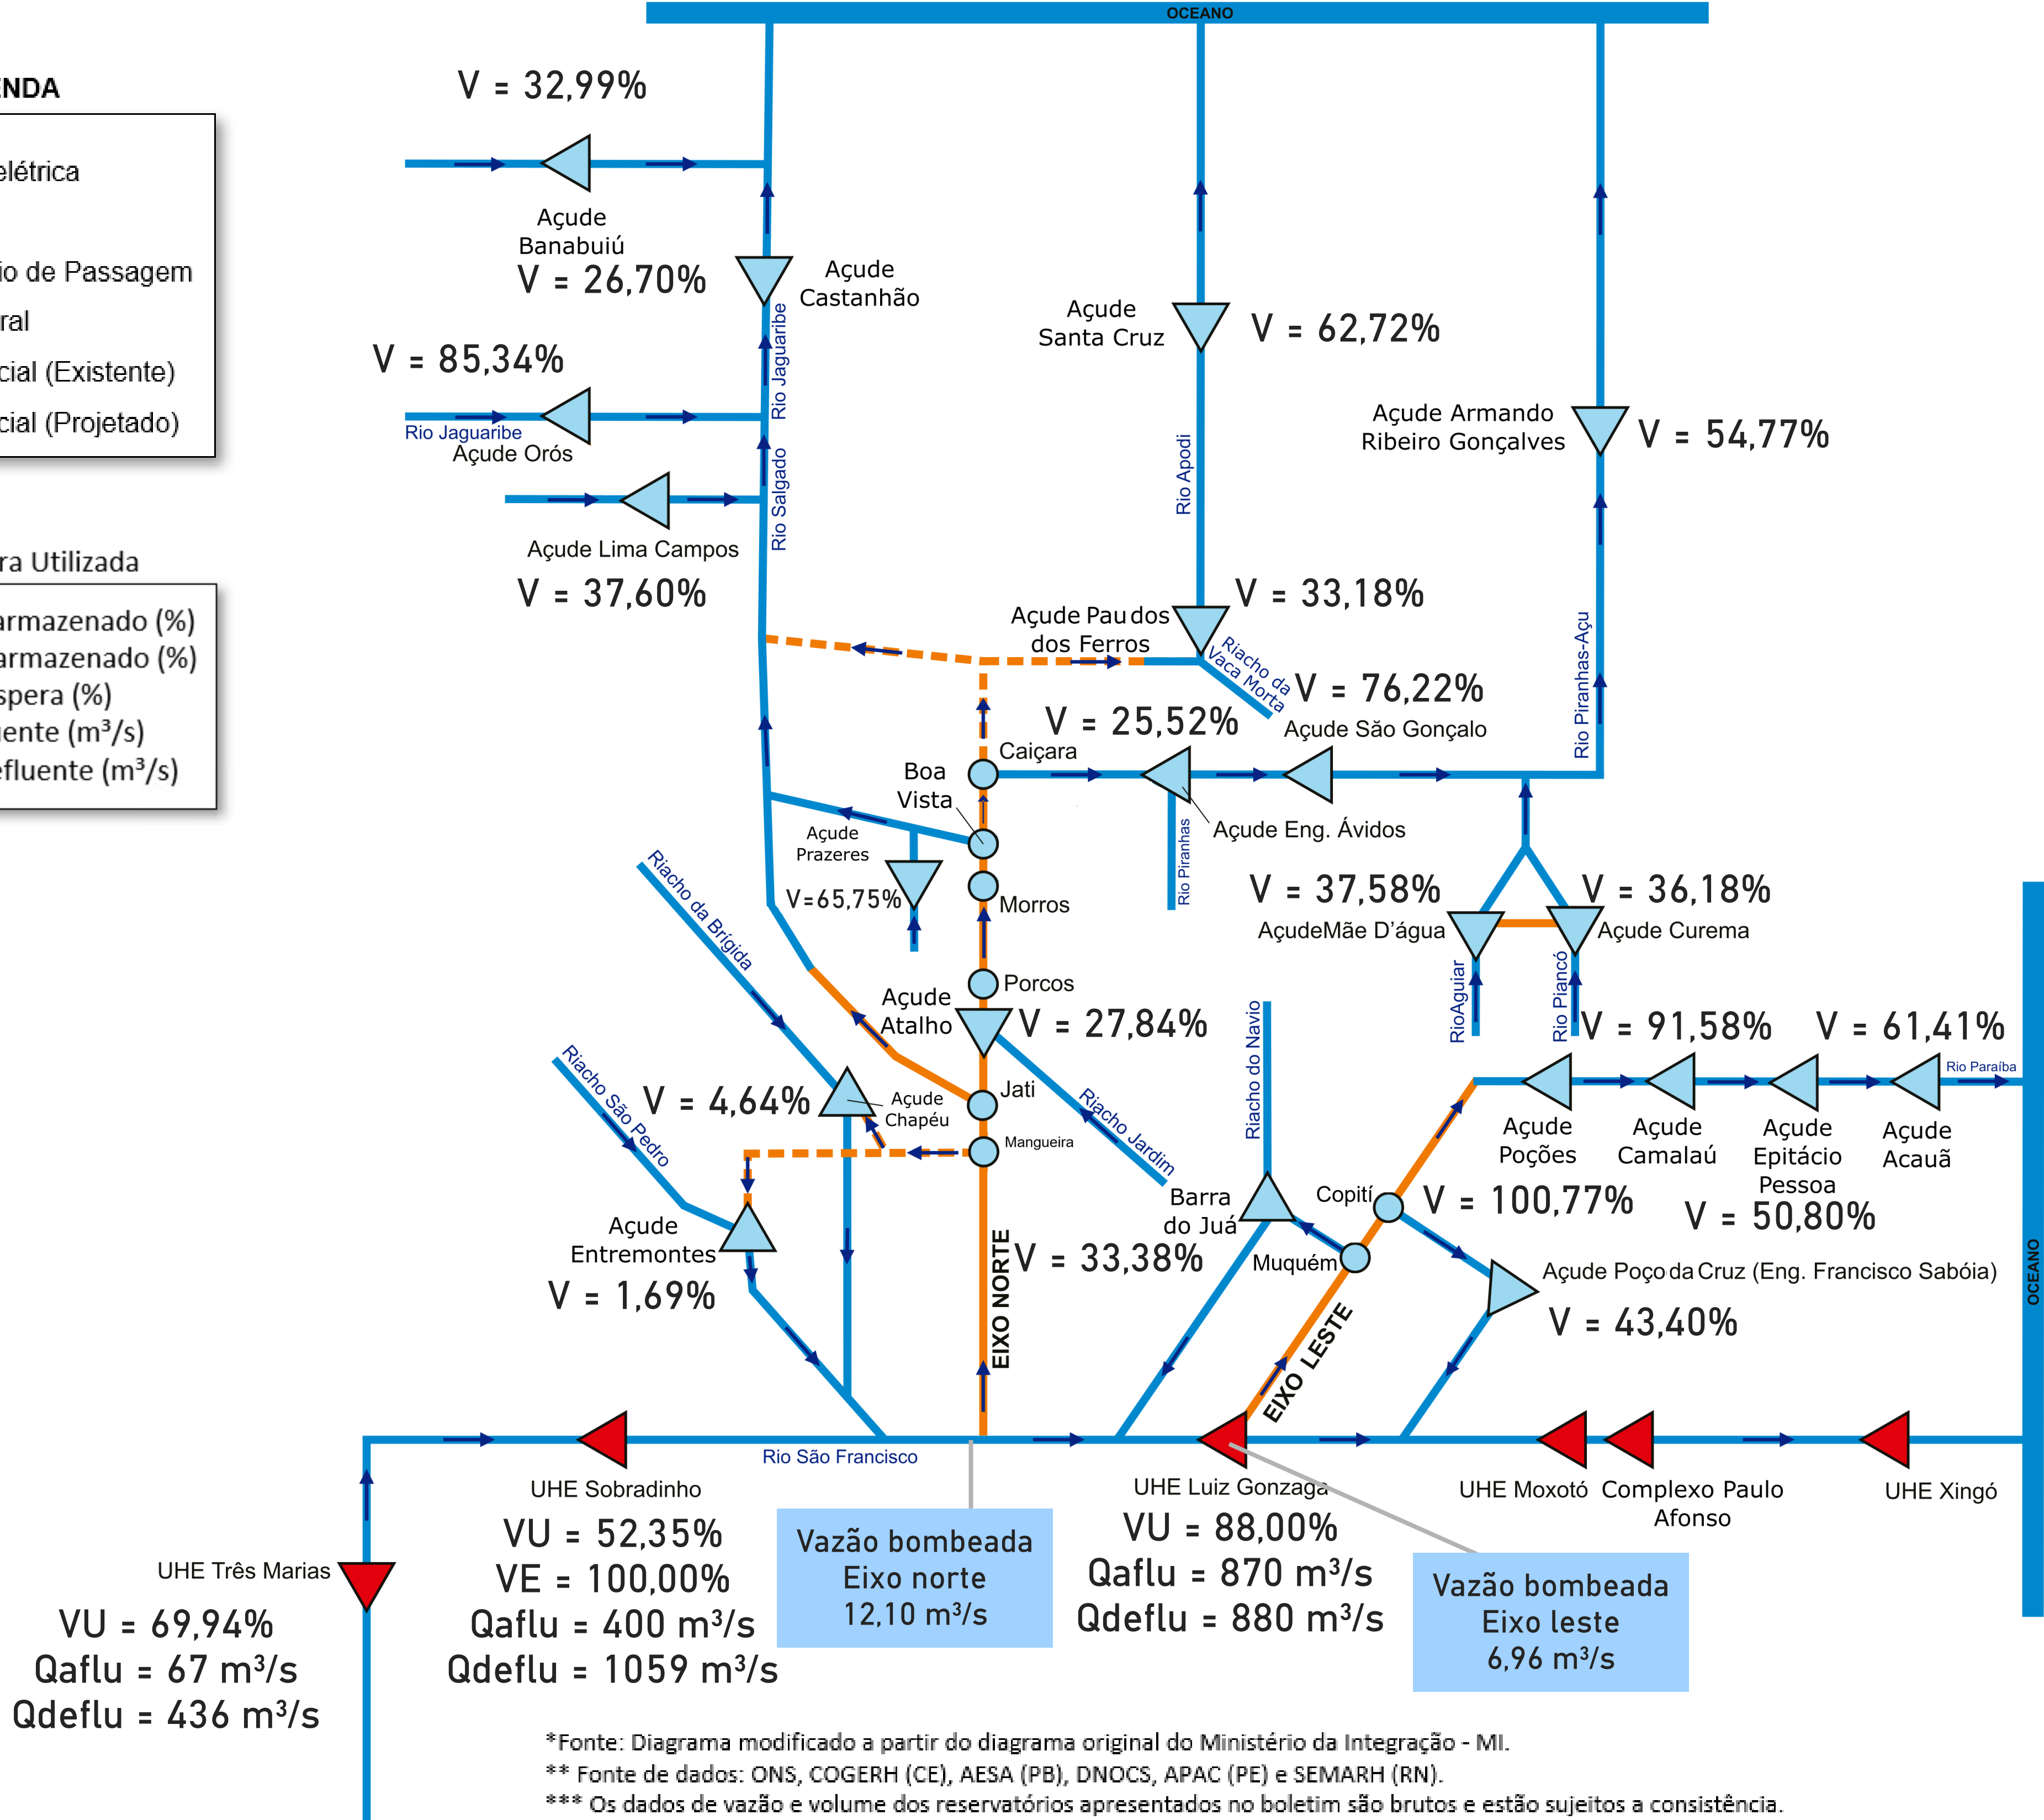 OCEANO
V = 32,99%
ENDA
elétrica
io de Passagem
ral
cial (Existente)
cial (Projetado)
Açude
Banabuiú
V = 26,70%
Açude
Castanhão
Rio Jaguaribe
Açude
Santa Cruz
V = 62,72%
V = 85,34%
Rio Jaguaribe
Açude Orós
Açude Armando
Ribeiro Gonçalves
V = 54,77%
Rio Salgado
Rio Apodi
Açude Lima Campos
V = 37,60%
ra Utilizada
armazenado (%)
armazenado (%)
spera (%)
uente (m³/s)
efluente (m³/s)
Açude Pau dos
dos Ferros
V = 33,18%
Riacho da
Vaca Morta
Rio Piranhas-Açu
V = 76,22%
Açude São Gonçalo
V = 25,52%
Caiçara
Boa
Vista
Açude Eng. Ávidos
Rio Piranhas
Açude
Prazeres
V=65,75%
Morros
Riacho da Brígida
V = 37,58%
AçudeMãe D'água
V = 36,18%
Açude Curema
RioAguiar
Rio Piancó
Porcos
Açude
Atalho
V = 27,84%
Riacho do Navio
V = 91,58%
V = 61,41%
Rio Paraíba
Riacho São Pedro
V = 4,64%
Açude
Chapéu
Jati
Mangueira
Riacho Jardim
Açude
Poções
Açude
Camalaú
Açude
Epitácio
Pessoa
Açude
Acauã
Barra
do Juá
Copití
V = 100,77%
V = 50,80%
Açude
Entremontes
V = 1,69%
EIXO NORTE
V = 33,38%
Muquém
Açude Poço da Cruz (Eng. Francisco Sabóia)
V = 43,40%
OCEANO
EIXO LESTE
Rio São Francisco
UHE Sobradinho
VU = 52,35%
VE = 100,00%
Qaflu = 400 m³/s
Qdeflu = 1059 m³/s
Vazão bombeada
Eixo norte
12,10 m³/s
UHE Luiz Gonzaga
VU = 88,00%
Qaflu = 870 m³/s
Qdeflu = 880 m³/s
Vazão bombeada
Eixo leste
6,96 m³/s
UHE Moxotó
Complexo Paulo
Afonso
UHE Xingó
UHE Três Marias
VU = 69,94%
Qaflu = 67 m³/s
Qdeflu = 436 m³/s
*Fonte: Diagrama modificado a partir do diagrama original do Ministério da Integração - MI.
** Fonte de dados: ONS, COGERH (CE), AESA (PB), DNOCS, APAC (PE) e SEMARH (RN).
*** Os dados de vazão e volume dos reservatórios apresentados no boletim são brutos e estão sujeitos a consistência.